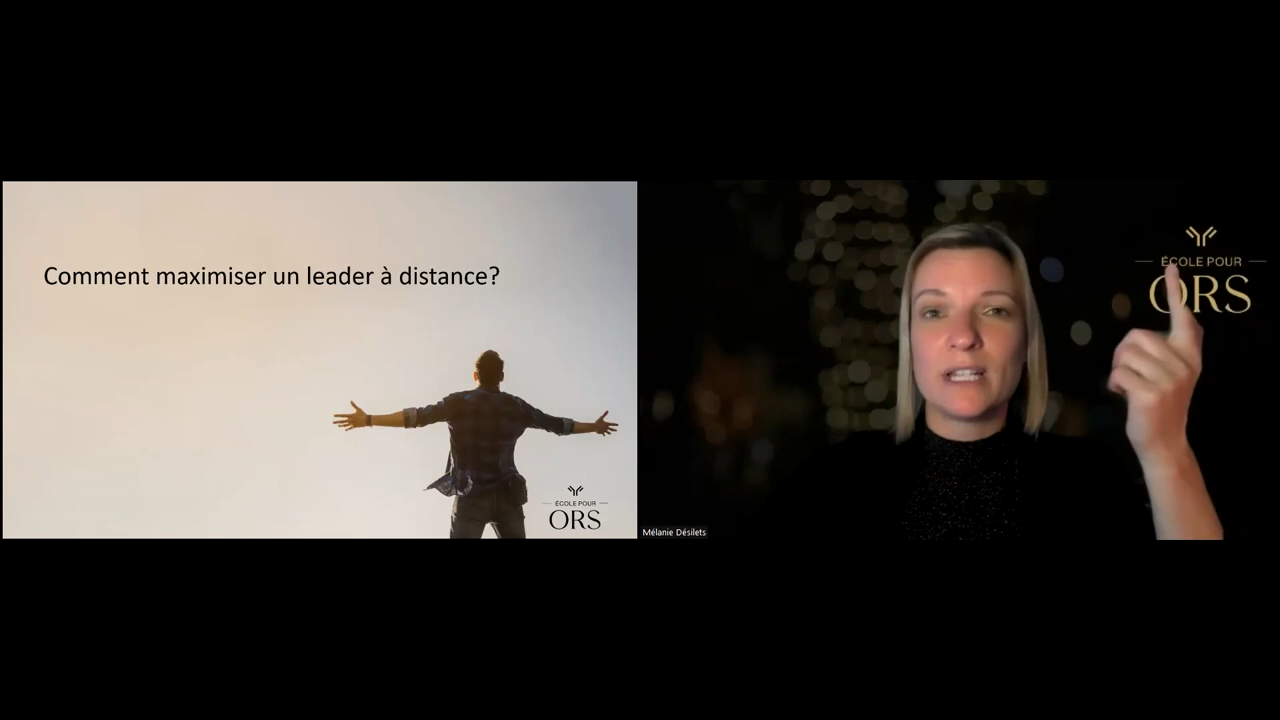 Comment maximiser un leader à distance?
ÉCOLE POUR
ORS
ÉCOLE POUR
ORS
Mélanie Désilets